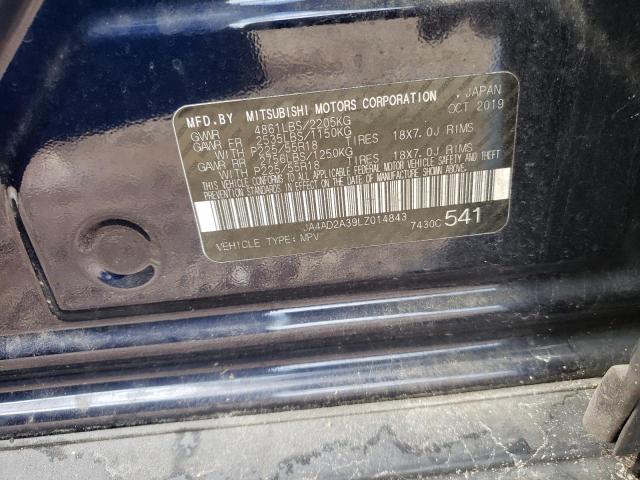 MFD.BY MITSUBISHI MOTORS CORPORATION , JAPAN
GVWR 4861LBS/2205KG OCT 2019
GAWR FR 2535LBS/1150KG
WITH P225/55R18 TIRES 18X7.0J RIMS
GAWR RR 2756LBS/1250KG
WITH P225/55R18 TIRES 18X7.0J RIMS
THIS VEHICLE CONFORMS TO ALL APPLICABLE FEDERAL MOTOR VEHICLE SAFETY AND THEFT
PREVENTION STANDARDS IN EFFECT ON THE DATE OF MANUFACTURE SHOWN ABOVE.
JA4AD2A39LZ014843
VEHICLE TYPE: MPV 7430C 541